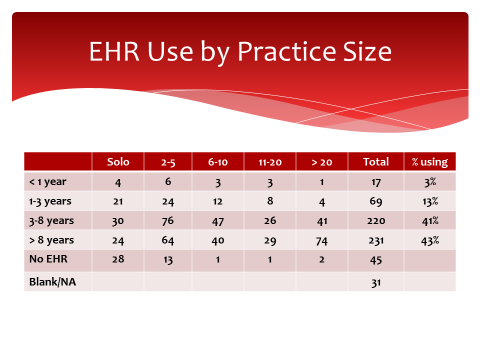 EHR Use by Practice Size
Solo 2-5 6-10 11-20 > 20 Total % using
< 1 year 4 6 3 3 1 17 3%
1-3 years 21 24 12 8 4 69 13%
3-8 years 30 76 47 26 41 220 41%
> 8 years 24 64 40 29 74 231 43%
No EHR 28 13 1 1 2 45
Blank/NA 31